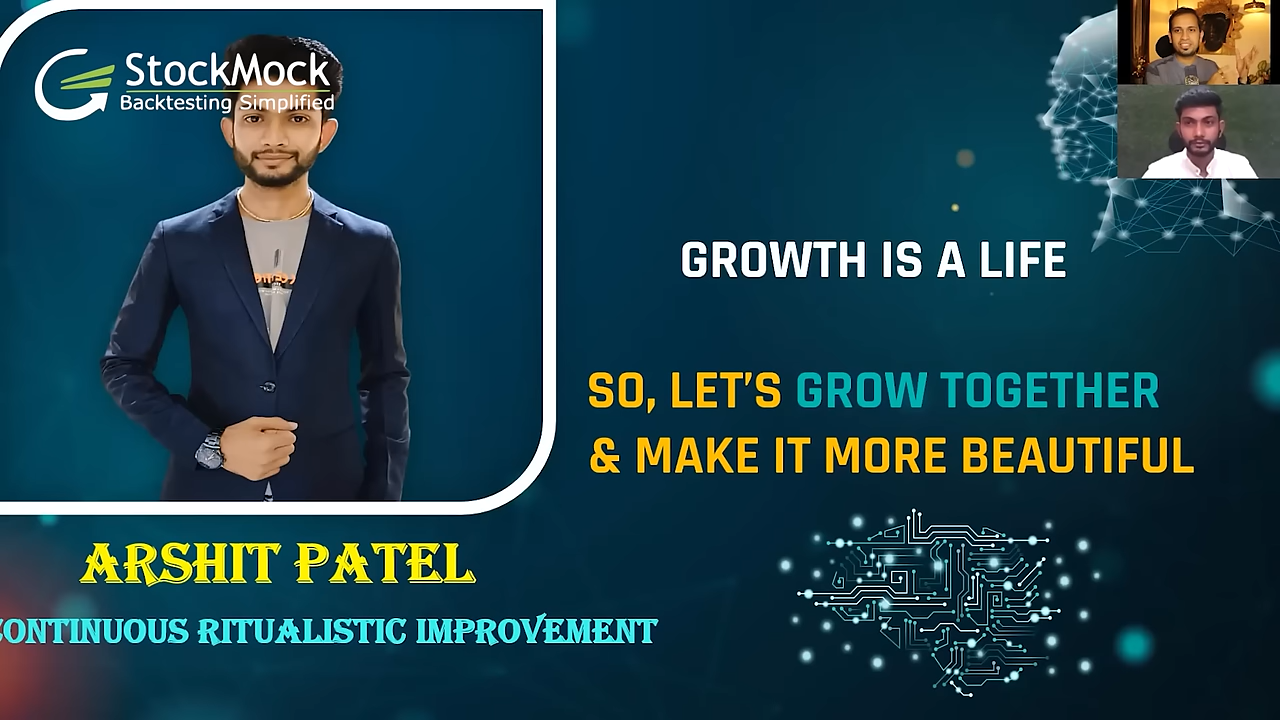 StockMock
Backtesting Simplified
GROWTH IS A LIFE
SO, LET'S GROW TOGETHER
& MAKE IT MORE BEAUTIFUL
ARSHIT PATEL
CONTINUOUS RITUALISTIC IMPROVEMENT